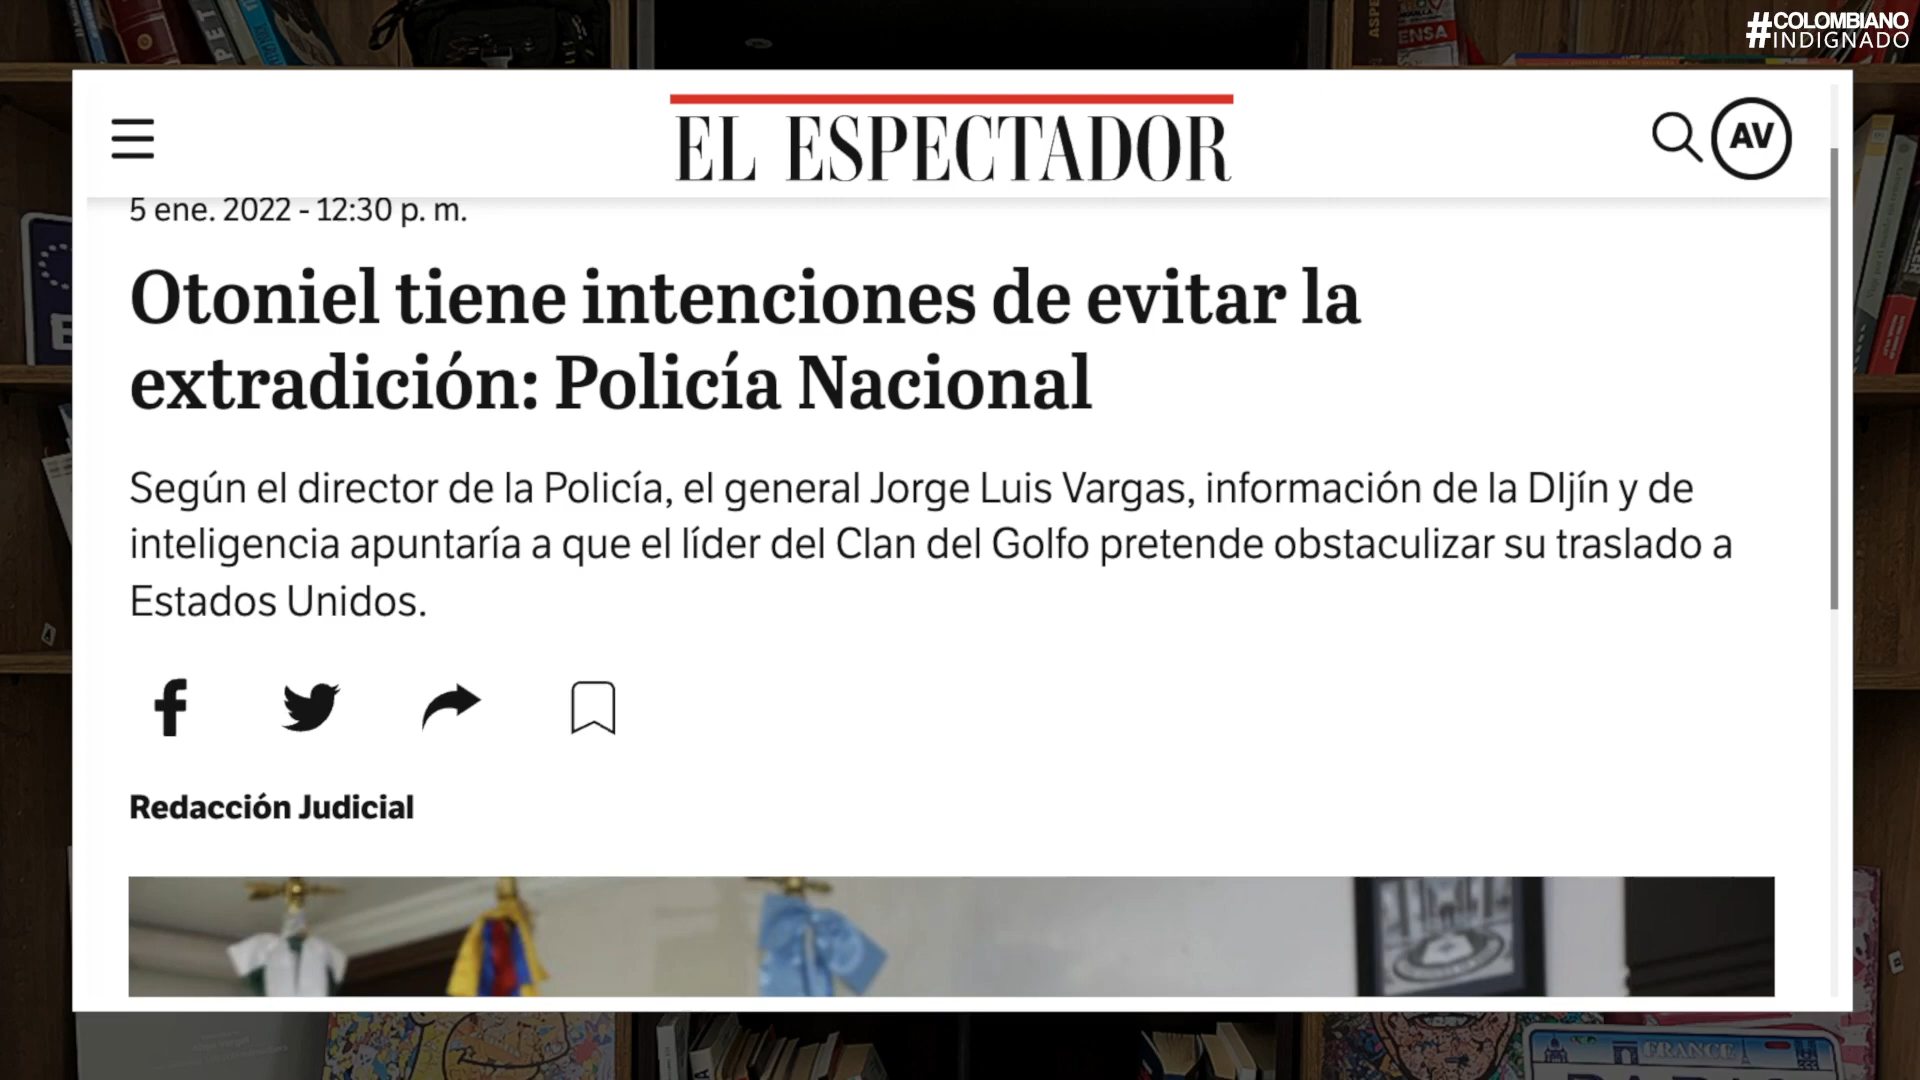 #COLOMBIANO
INDIGNADO
EL ESPECTADOR
AV
5 ene. 2022 - 12:30 p. m.
Otoniel tiene intenciones de evitar la
extradición: Policía Nacional
Según el director de la Policía, el general Jorge Luis Vargas, información de la DIjín y de
inteligencia apuntaría a que el líder del Clan del Golfo pretende obstaculizar su traslado a
Estados Unidos.
Redacción Judicial
FRANCE